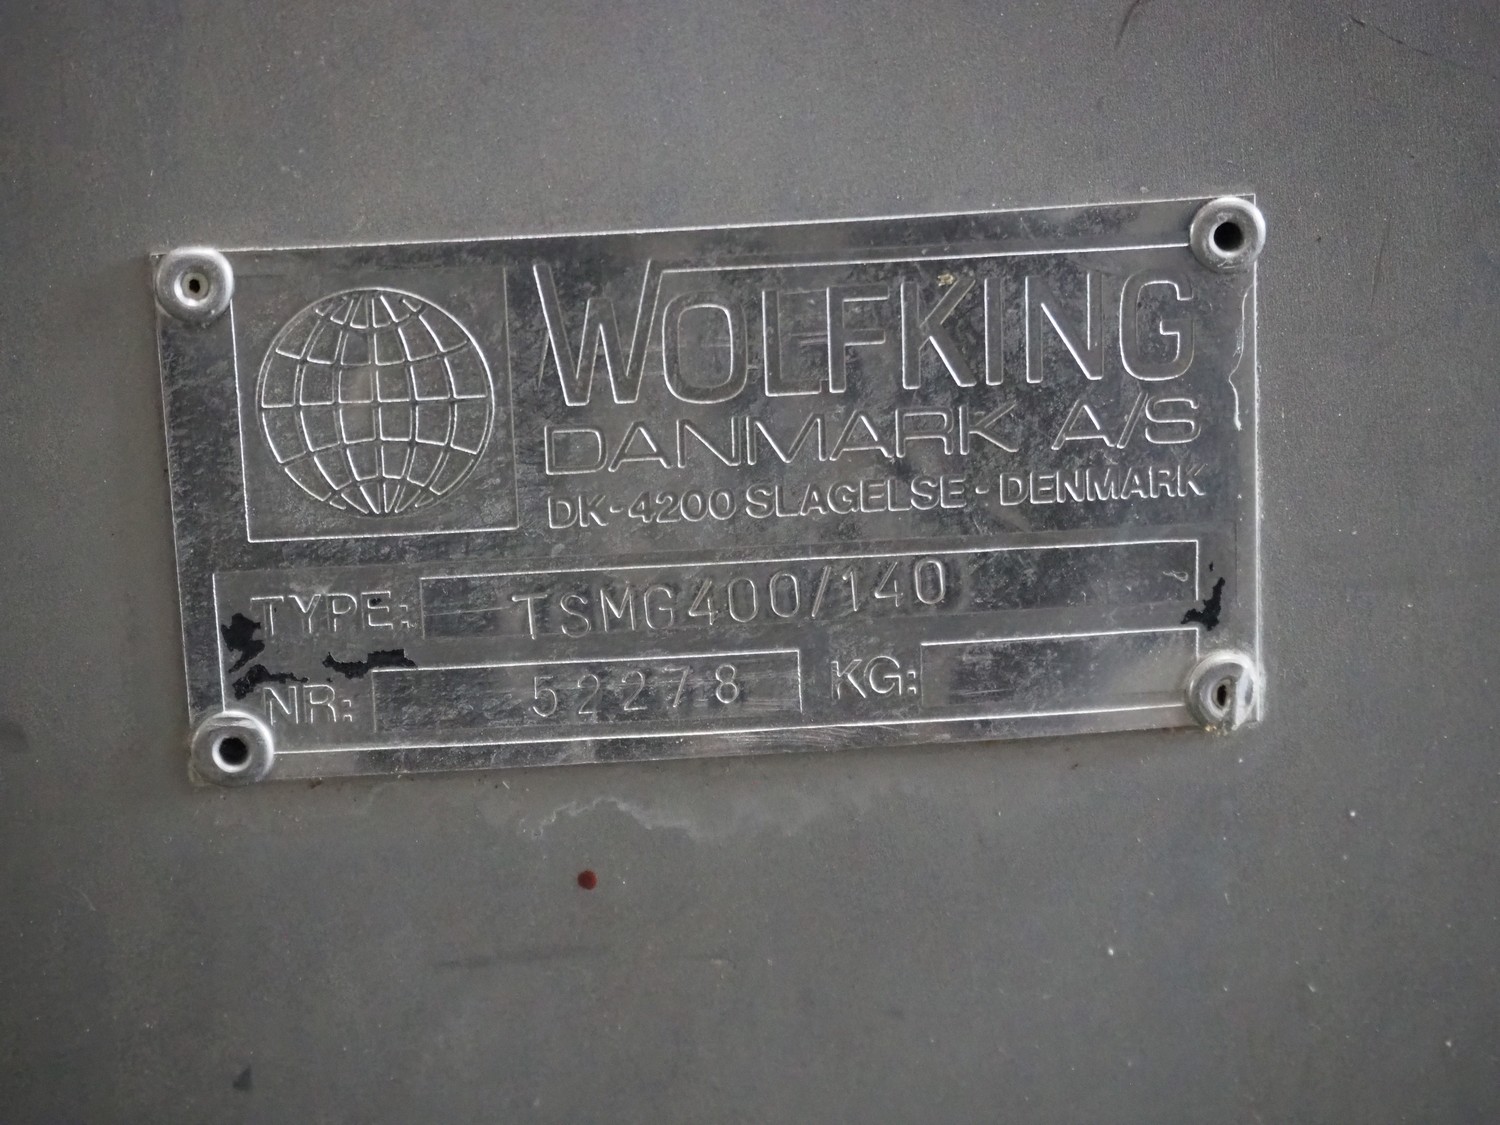 WOLFKING
DANMARK A/S
DK-4200 SLAGELSE - DENMARK
TYPE: TSMG400/140
NR: 52278 KG: